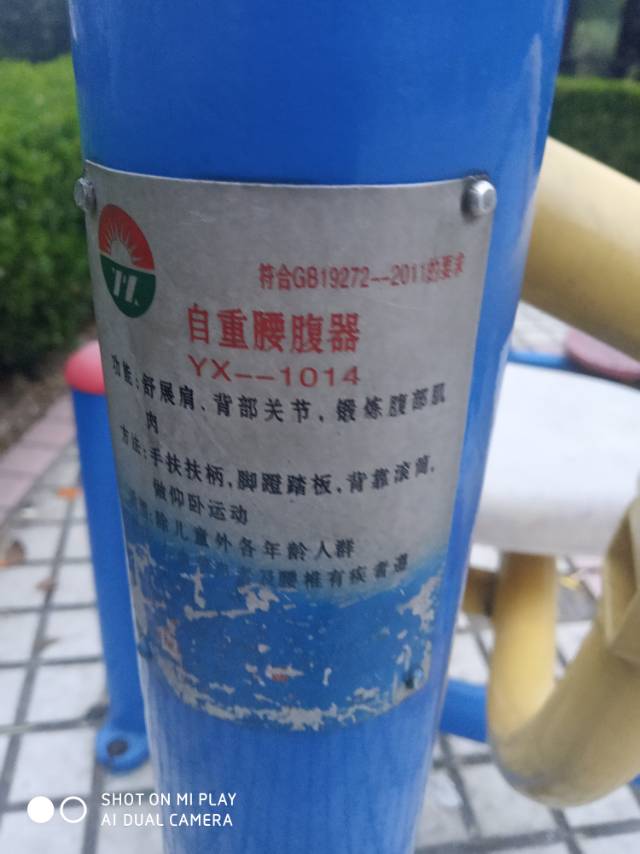 符合GB19272--2011的要求
自重腰腹器
YX--1014
功能:舒展肩、背部关节、锻炼腹部肌
肉
方法:手扶扶柄,脚蹬踏板,背靠滚筒,
做仰卧运动
:除儿童外各年龄人群
腰椎有疾者遵
SHOT ON MI PLAY
AI DUAL CAMERA